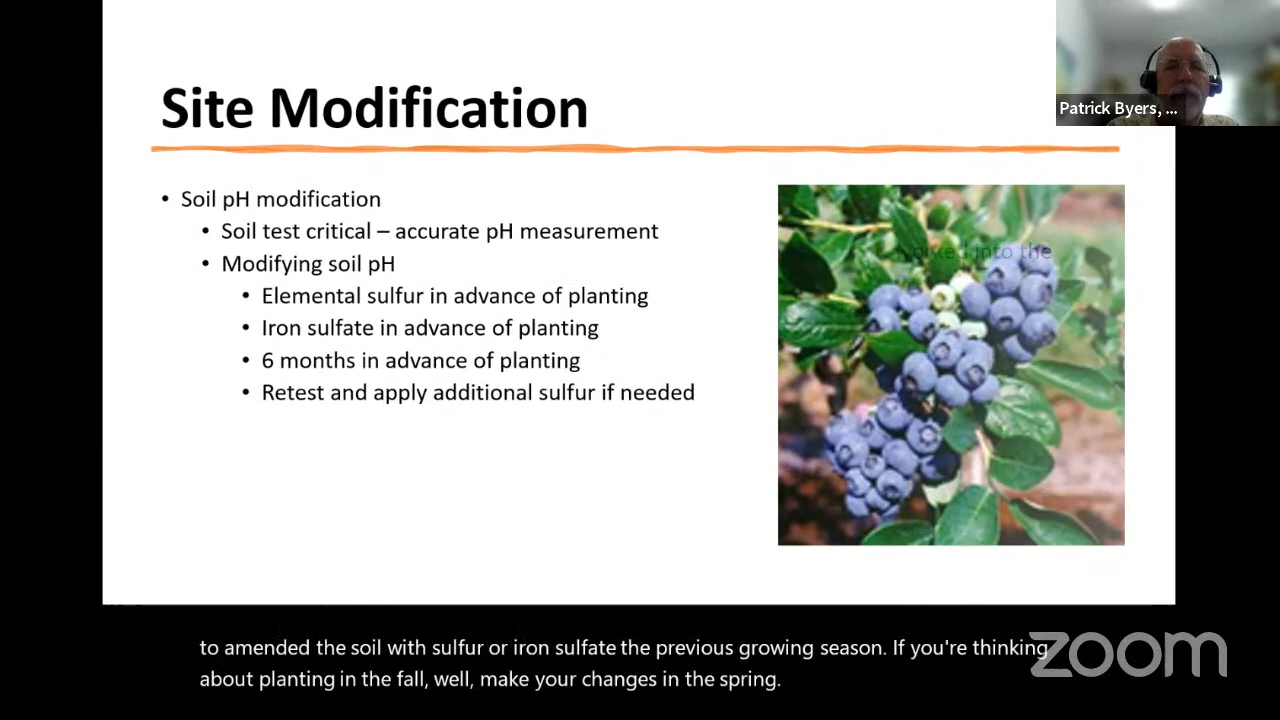 Patrick Byers, ...
Site Modification
• Soil pH modification
• Soil test critical – accurate pH measurement
• Modifying soil pH
• Elemental sulfur in advance of planting
• Iron sulfate in advance of planting
• 6 months in advance of planting
• Retest and apply additional sulfur if needed
worked into the
to amended the soil with sulfur or iron sulfate the previous growing season. If you're thinking
about planting in the fall, well, make your changes in the spring.
zoom